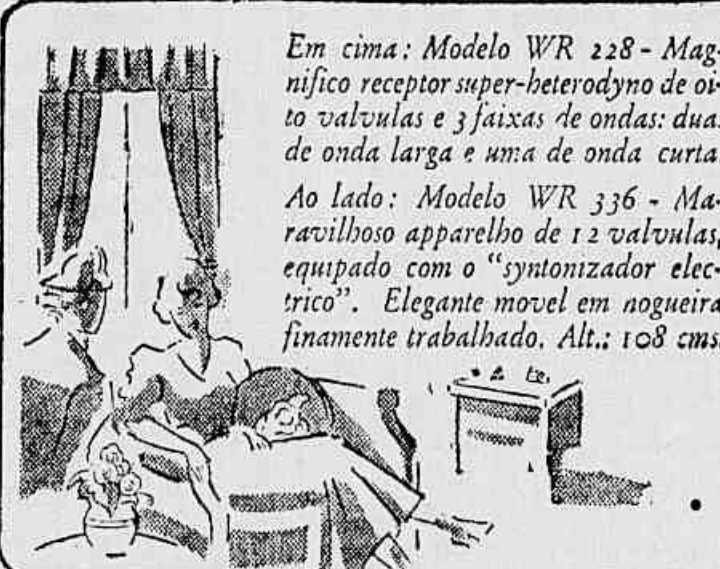 Em cima: Modelo WR 228 - Mag-
nifico receptor super-heterodyno de oi-
to valvulas e 3 faixas de ondas: duas
de onda larga e uma de onda curta.
Ao lado: Modelo WR 336 - Ma-
ravilhoso apparelho de 12 valvulas,
equipado com o "syntonizador elec-
trico". Elegante movel em nogueira
finamente trabalhado. Alt.: 108 cms.